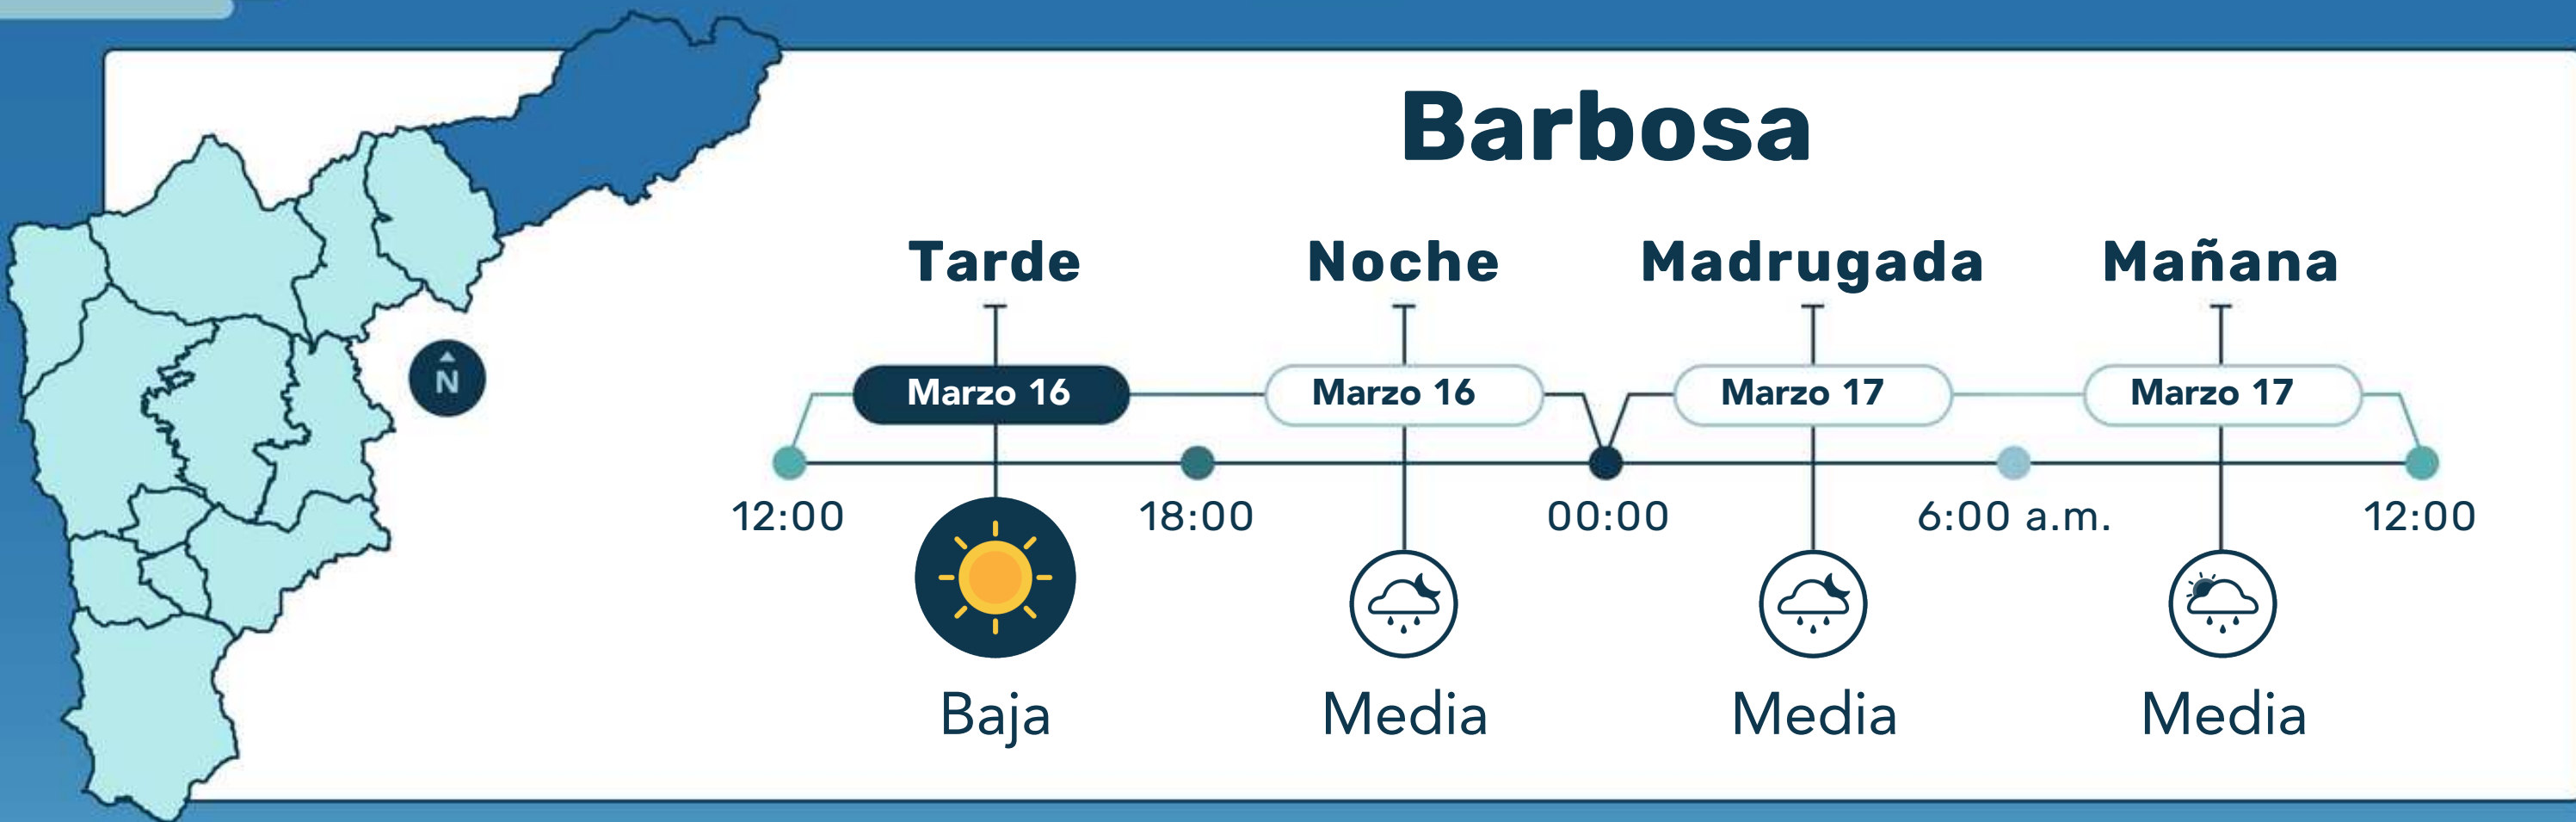 Barbosa
Tarde
Noche
Madrugada
Mañana
Marzo 16
Marzo 16
Marzo 17
Marzo 17
N
12:00
18:00
00:00
6:00 a.m.
12:00
Baja
Media
Media
Media